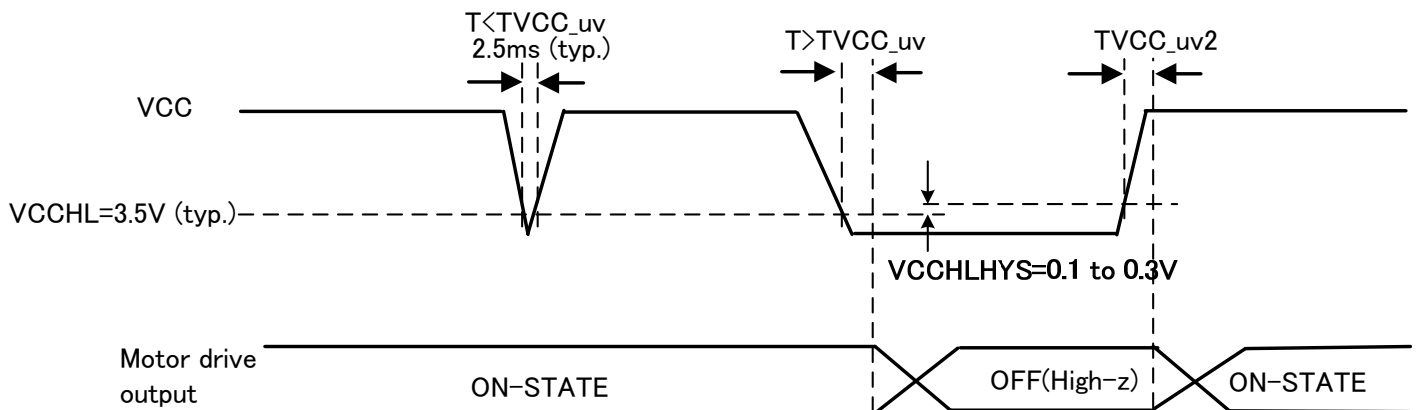 T<TVCC_uv
2.5ms (typ.)
T>TVCC_uv
TVCC_uv2
VCC
VCCHL=3.5V (typ.)
VCCHLHYS=0.1 to 0.3V
Motor drive
output
ON-STATE
OFF(High-z)
ON-STATE